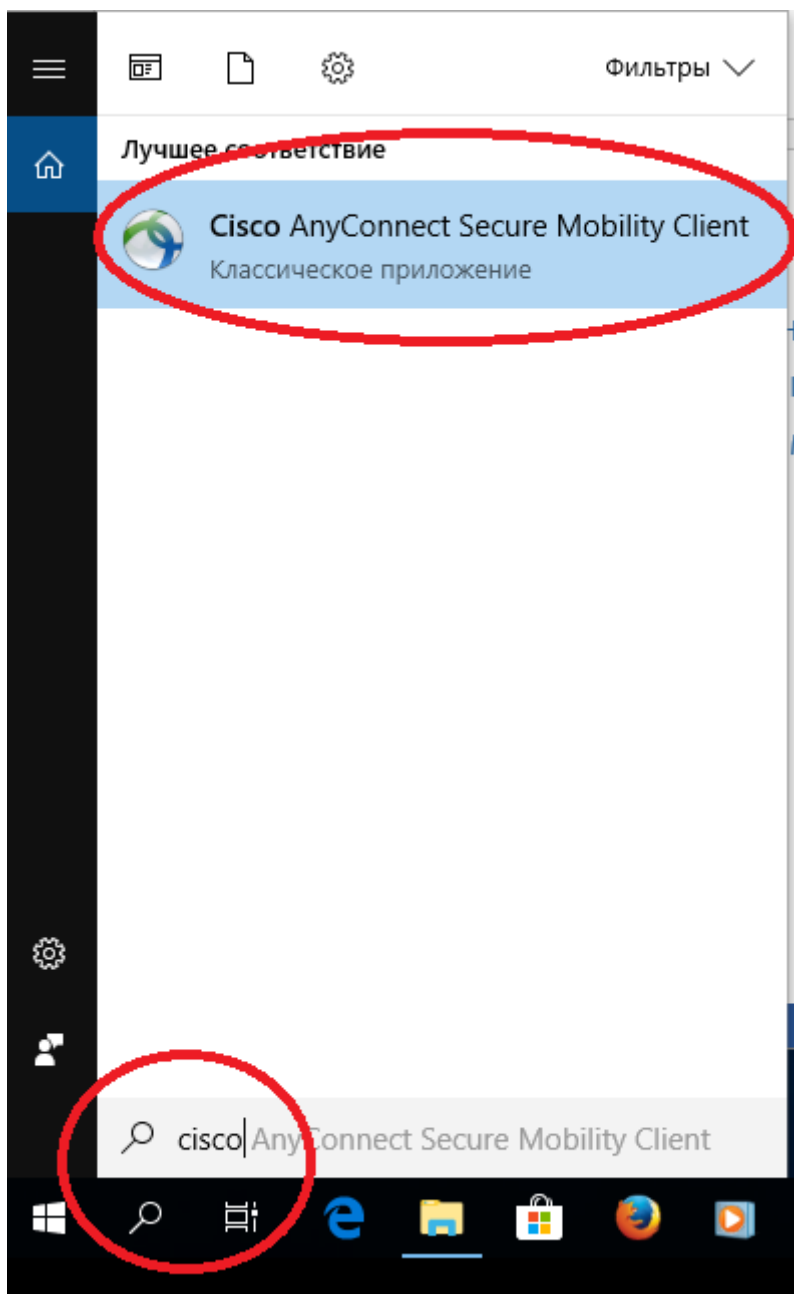 Фильтры
Лучшее соответствие
Cisco AnyConnect Secure Mobility Client
Классическое приложение
cisco AnyConnect Secure Mobility Client